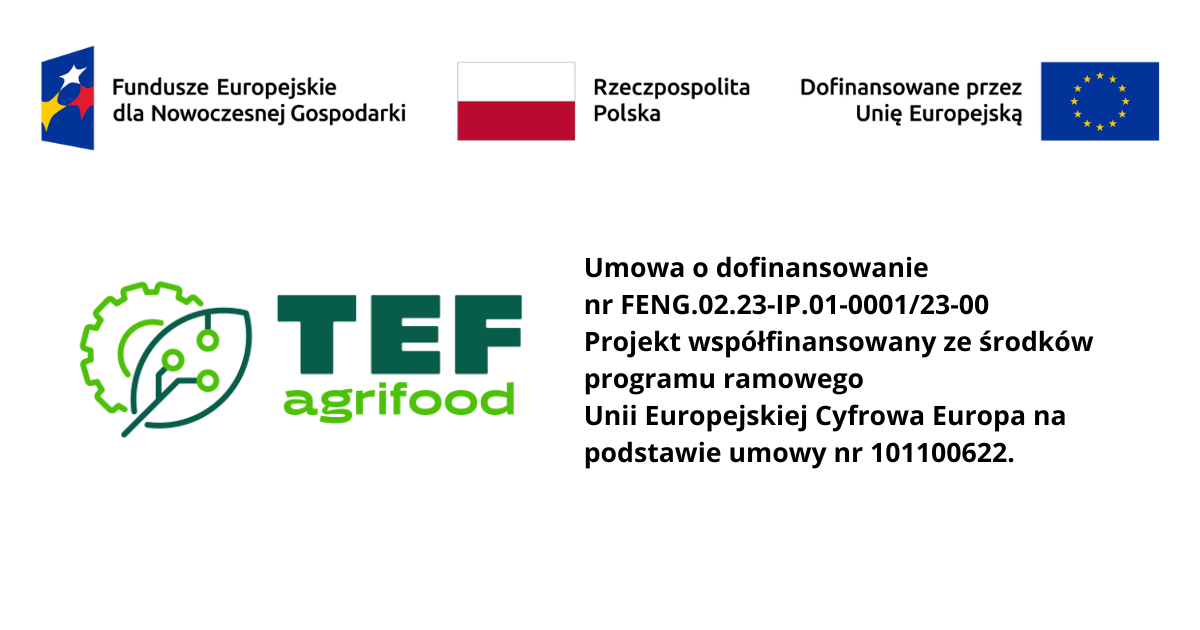 Fundusze Europejskie
dla Nowoczesnej Gospodarki
Rzeczpospolita
Polska
Dofinansowane przez
Unię Europejską
TEF
agrifood
Umowa o dofinansowanie
nr FENG.02.23-IP.01-0001/23-00
Projekt współfinansowany ze środków
programu ramowego
Unii Europejskiej Cyfrowa Europa na
podstawie umowy nr 101100622.